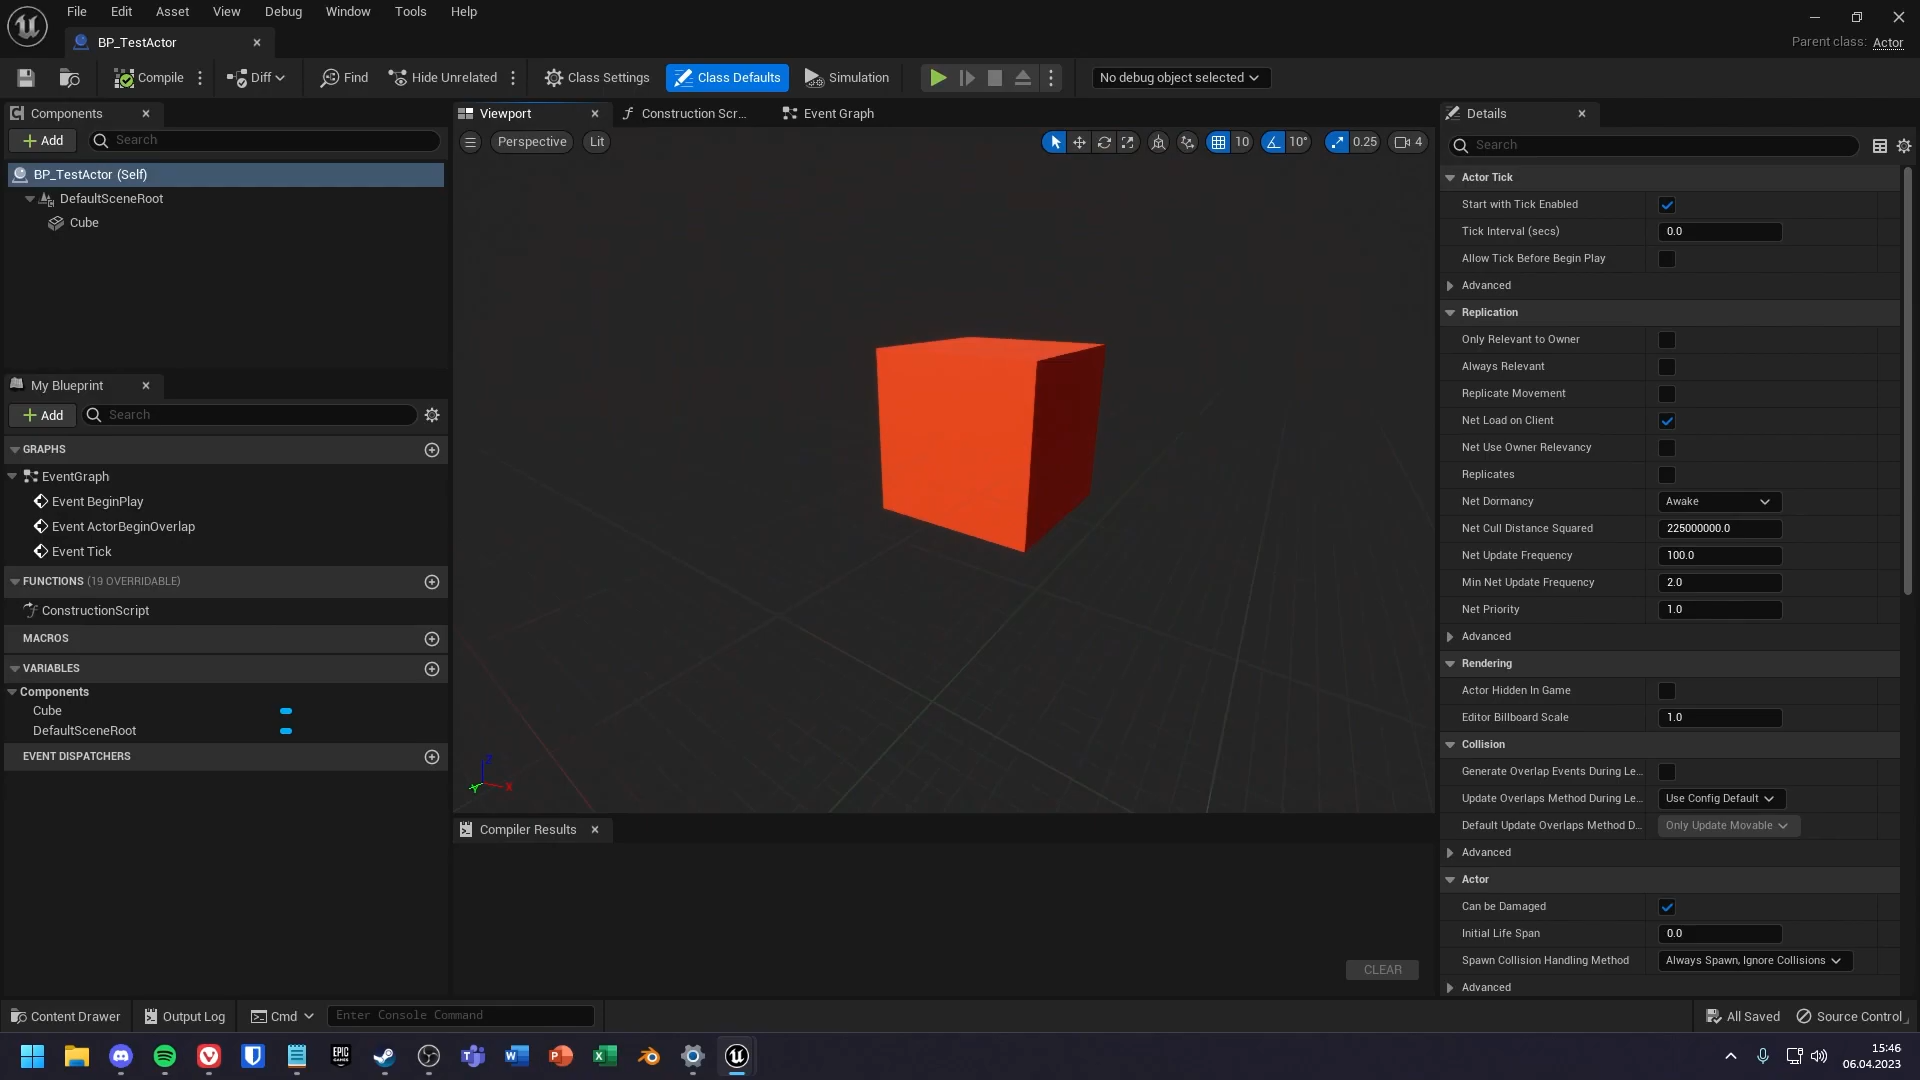 File Edit Asset View Debug Window Tools Help
BP_TestActor
Parent class: Actor
Compile Diff Find Hide Unrelated Class Settings Class Defaults Simulation No debug object selected
Components
Add Search
BP_TestActor (Self)
DefaultSceneRoot
Cube
My Blueprint
Add Search
GRAPHS
EventGraph
Event BeginPlay
Event ActorBeginOverlap
Event Tick
FUNCTIONS (19 OVERRIDABLE)
ConstructionScript
MACROS
VARIABLES
Components
Cube
DefaultSceneRoot
EVENT DISPATCHERS
Viewport Construction Scr... Event Graph
Perspective Lit 10 10° 0.25 4
Z
Y X
Compiler Results
CLEAR
Details
Search
Actor Tick
Start with Tick Enabled
Tick Interval (secs) 0.0
Allow Tick Before Begin Play
Advanced
Replication
Only Relevant to Owner
Always Relevant
Replicate Movement
Net Load on Client
Net Use Owner Relevancy
Replicates
Net Dormancy Awake
Net Cull Distance Squared 225000000.0
Net Update Frequency 100.0
Min Net Update Frequency 2.0
Net Priority 1.0
Advanced
Rendering
Actor Hidden In Game
Editor Billboard Scale 1.0
Collision
Generate Overlap Events During Le...
Update Overlaps Method During Le... Use Config Default
Default Update Overlaps Method D... Only Update Movable
Advanced
Actor
Can be Damaged
Initial Life Span 0.0
Spawn Collision Handling Method Always Spawn, Ignore Collisions
Advanced
Content Drawer Output Log Cmd Enter Console Command All Saved Source Control
EPIC GAMES
15:46
06.04.2023